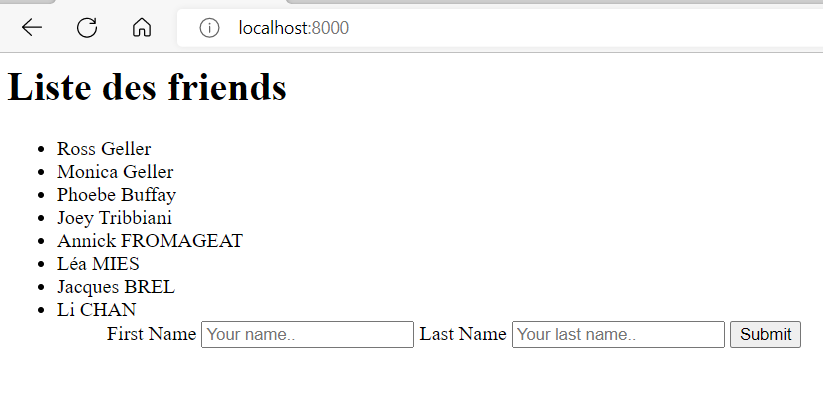 localhost:8000
Liste des friends
Ross Geller
Monica Geller
Phoebe Buffay
Joey Tribbiani
Annick FROMAGEAT
Léa MIES
Jacques BREL
Li CHAN
First Name Your name.. Last Name Your last name.. Submit